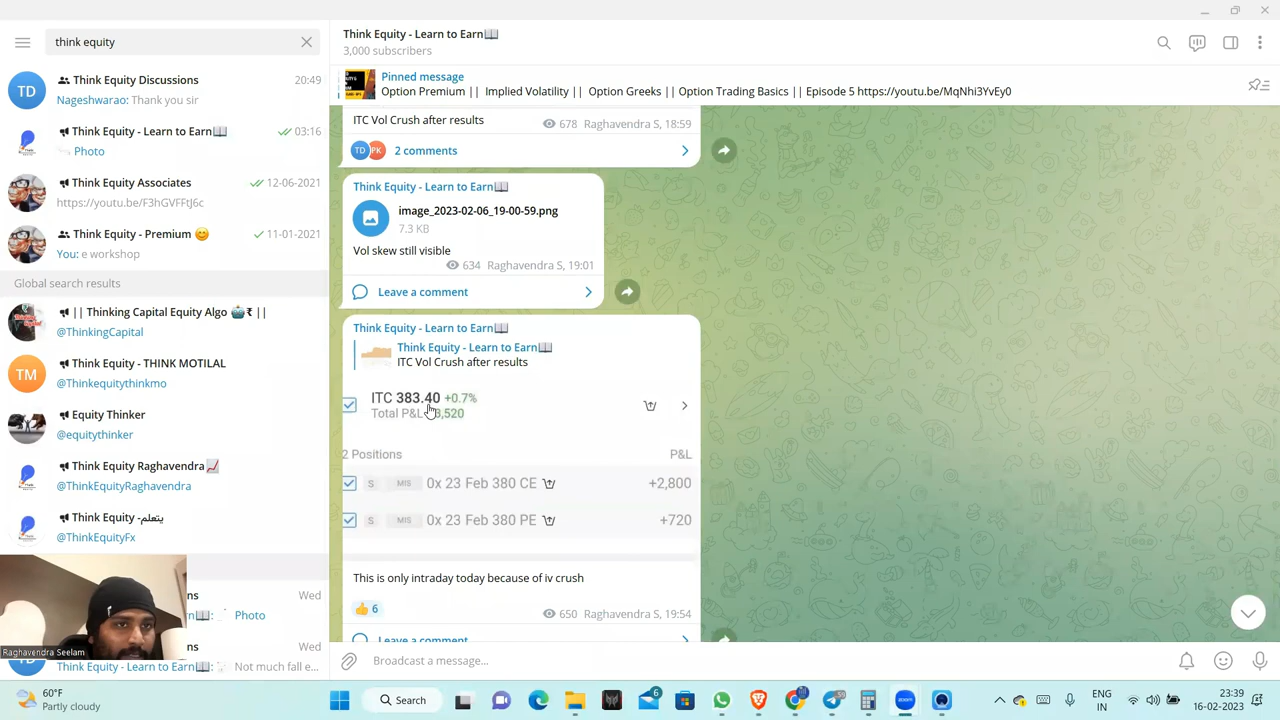 think equity
Think Equity Discussions
20:49
Nageshwarao: Thank you sir
Think Equity - Learn to Earn📖
03:16
Photo
Think Equity Associates
12-06-2021
https://youtu.be/F3hGVFFtJ6c
Think Equity - Premium 😊
11-01-2021
You: e workshop
Global search results
|| Thinking Capital Equity Algo 🤖₹ ||
@ThinkingCapital
Think Equity - THINK MOTILAL
@Thinkequitythinkmo
Equity Thinker
@equitythinker
Think Equity Raghavendra📈
@ThinkEquityRaghavendra
Think Equity -يتعلم
@ThinkEquityFx
TD
TM
ns
Wed
rn📖: Photo
ns
Wed
Think Equity - Learn to Earn📖: Not much fall e...
Raghavendra Seelam
Think Equity - Learn to Earn📖
3,000 subscribers
Pinned message
Option Premium || Implied Volatility || Option Greeks || Option Trading Basics || Episode 5 https://youtu.be/MqNhi3YvEy0
ITC Vol Crush after results
678 Raghavendra S, 18:59
TD PK 2 comments
Think Equity - Learn to Earn📖
image_2023-02-06_19-00-59.png
7.3 KB
Vol skew still visible
634 Raghavendra S, 19:01
Leave a comment
Think Equity - Learn to Earn📖
Think Equity - Learn to Earn📖
ITC Vol Crush after results
ITC 383.40 +0.7%
Total P&L 3,520
2 Positions P&L
S MIS 0x 23 Feb 380 CE +2,800
S MIS 0x 23 Feb 380 PE +720
This is only intraday today because of iv crush
👍 6
650 Raghavendra S, 19:54
Leave a comment
Broadcast a message...
60°F
Partly cloudy
Search
6
39
ENG
IN
23:39
16-02-2023